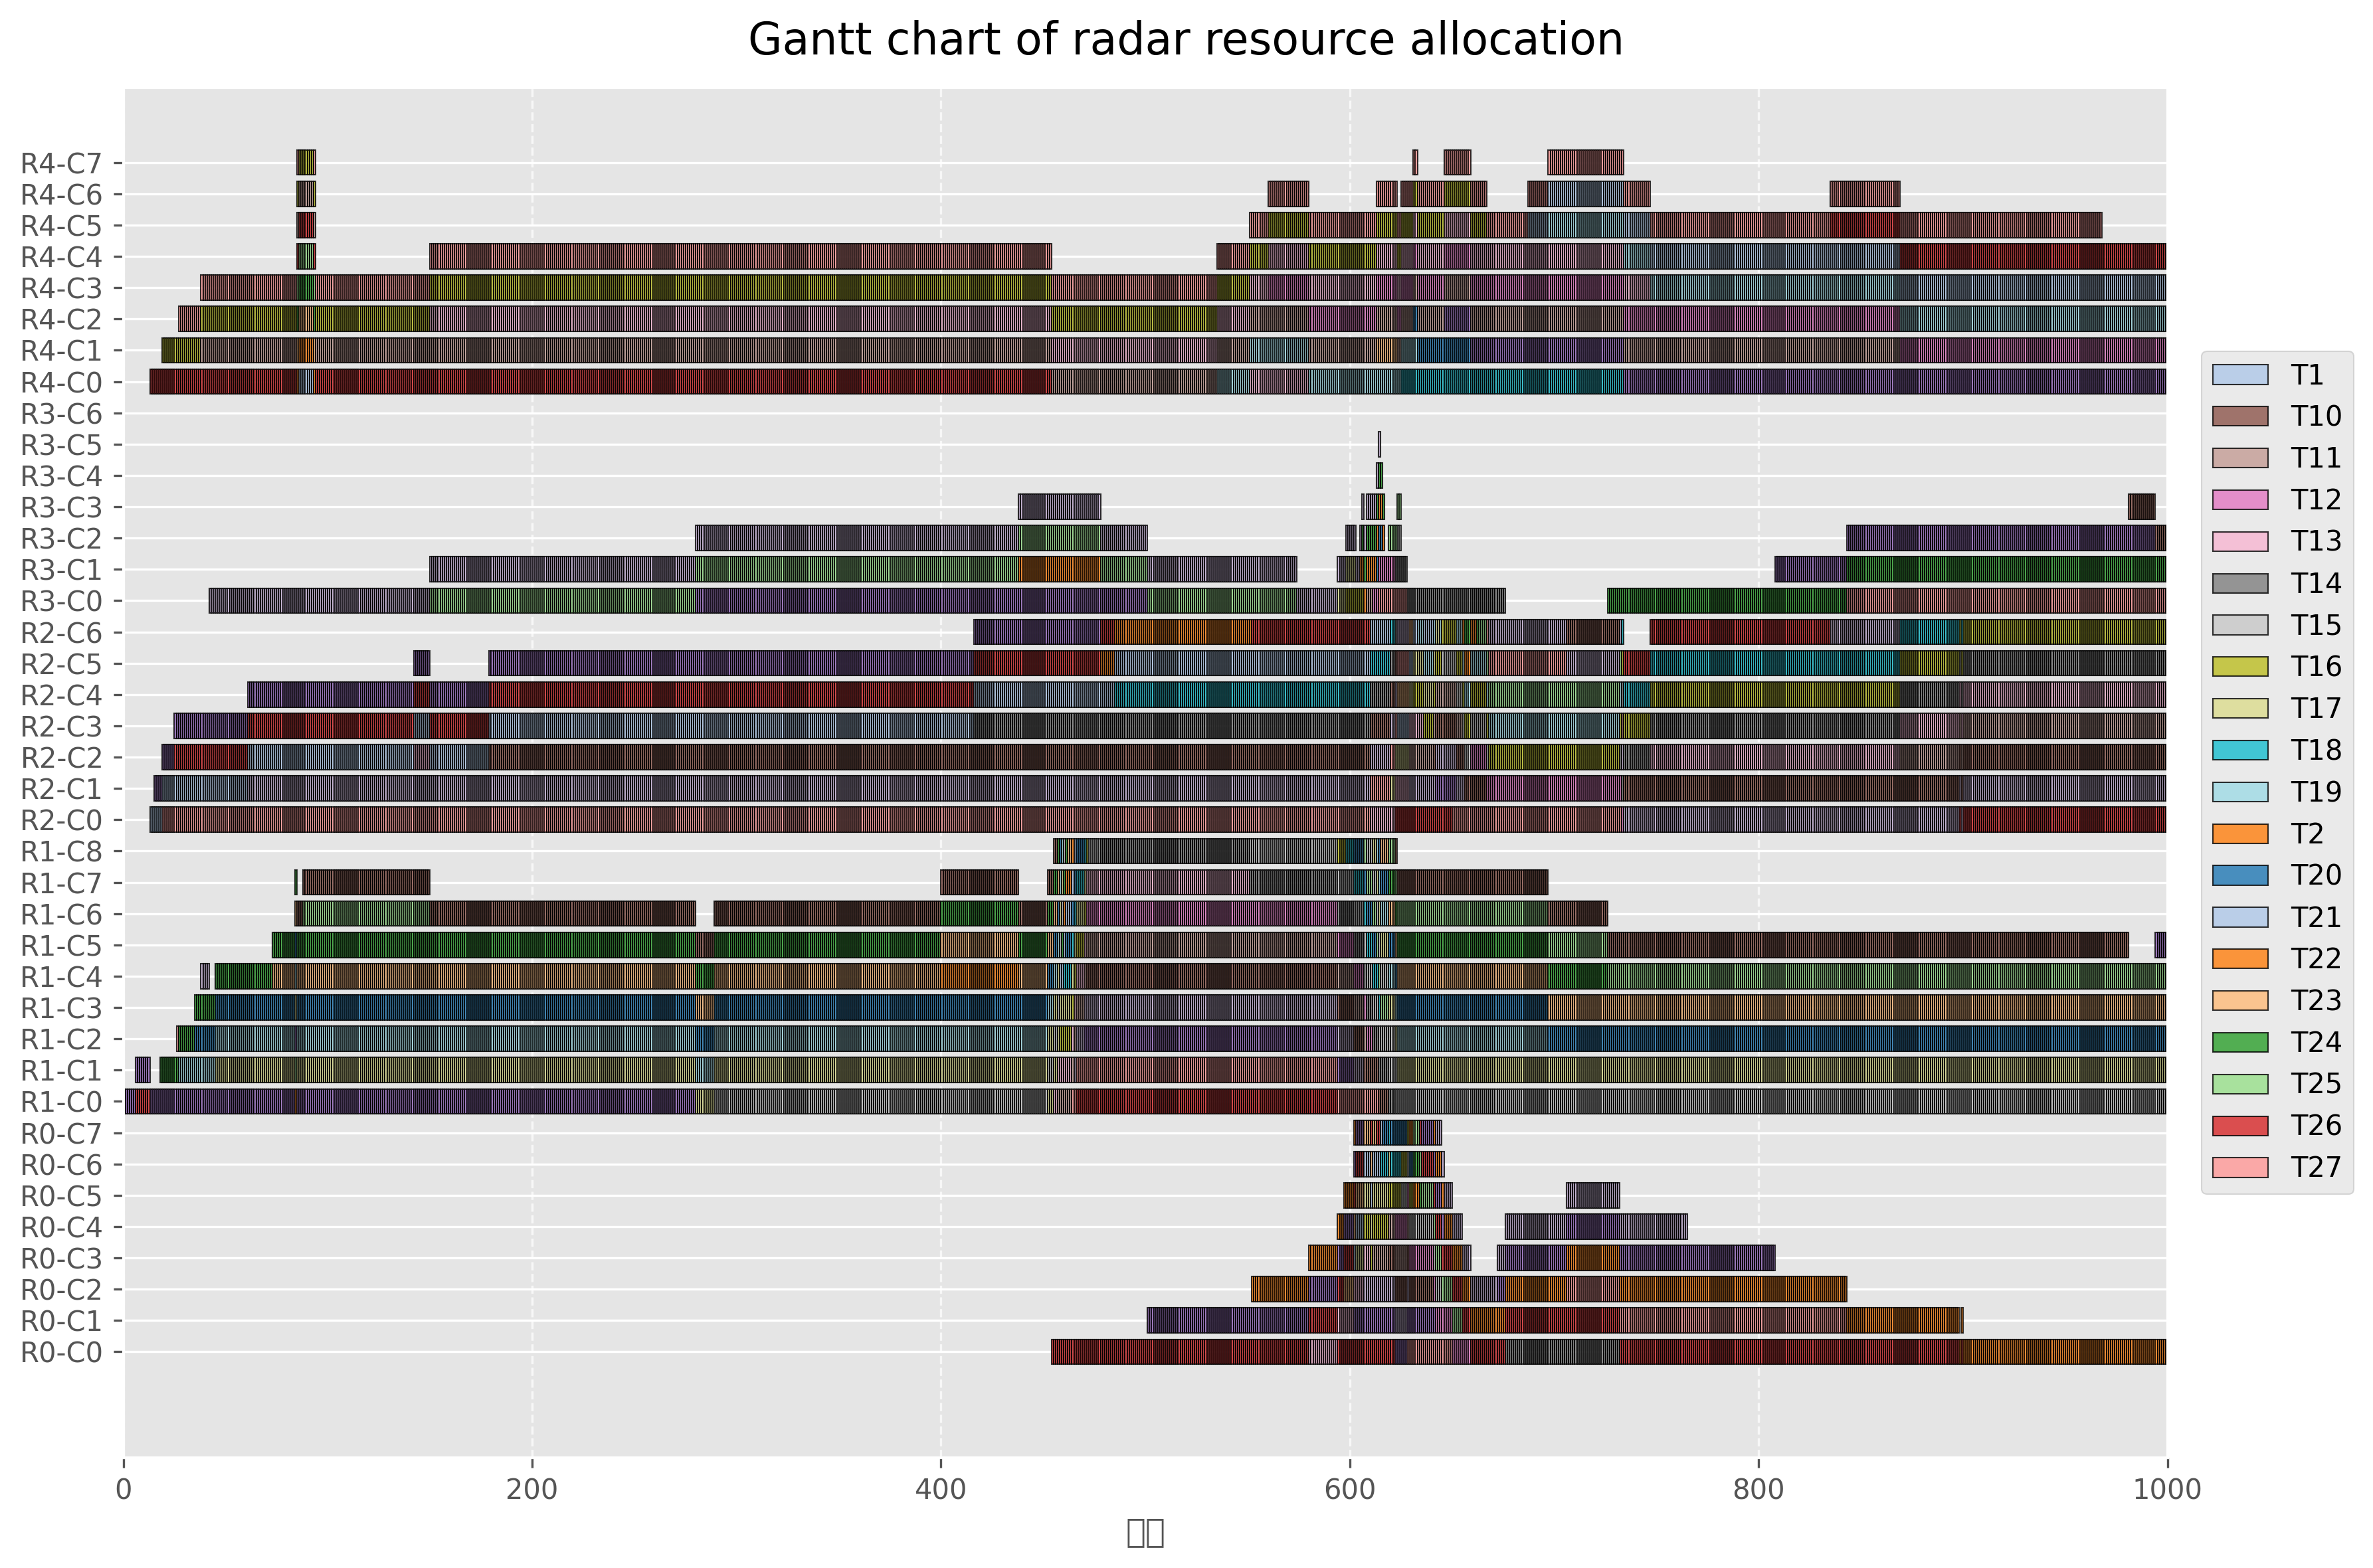 Gantt chart of radar resource allocation
R4-C7
R4-C6
R4-C5
R4-C4
R4-C3
R4-C2
R4-C1
R4-C0
R3-C6
R3-C5
R3-C4
R3-C3
R3-C2
R3-C1
R3-C0
R2-C6
R2-C5
R2-C4
R2-C3
R2-C2
R2-C1
R2-C0
R1-C8
R1-C7
R1-C6
R1-C5
R1-C4
R1-C3
R1-C2
R1-C1
R1-C0
R0-C7
R0-C6
R0-C5
R0-C4
R0-C3
R0-C2
R0-C1
R0-C0
0 200 400 600 800 1000
T1
T10
T11
T12
T13
T14
T15
T16
T17
T18
T19
T2
T20
T21
T22
T23
T24
T25
T26
T27